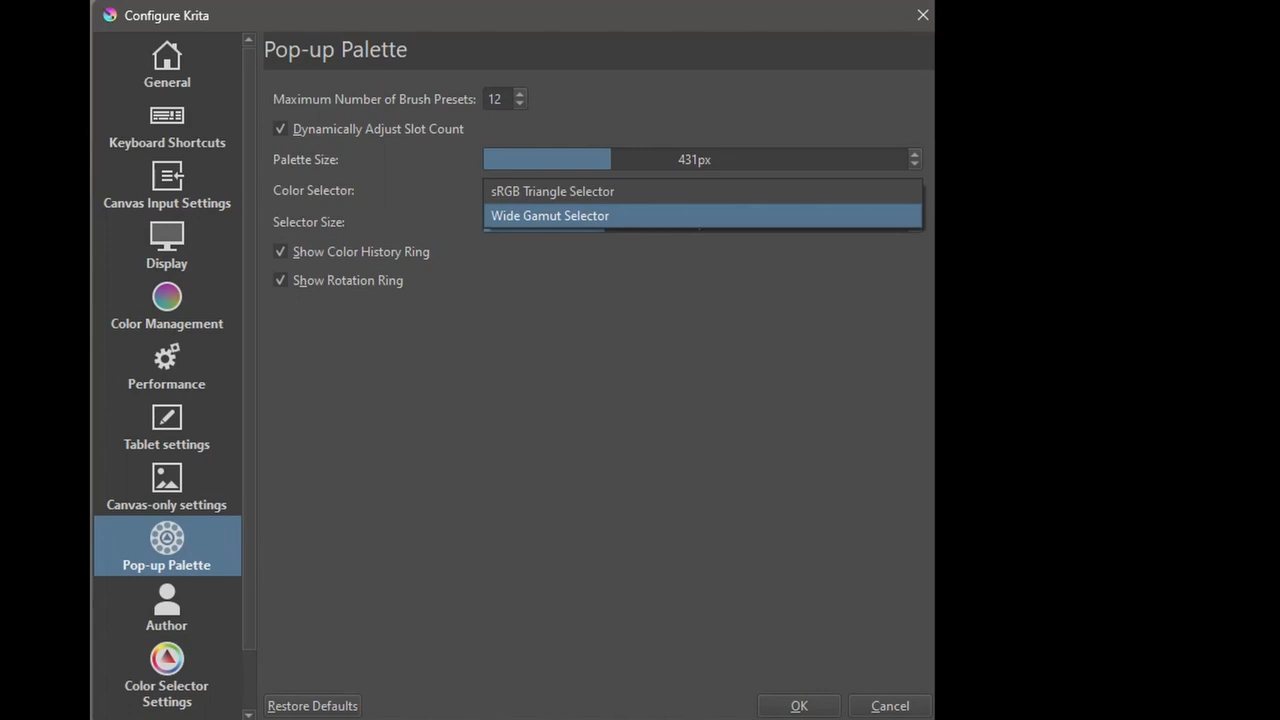 Configure Krita
General
Keyboard Shortcuts
Canvas Input Settings
Display
Color Management
Performance
Tablet settings
Canvas-only settings
Pop-up Palette
Author
Color Selector
Settings
Pop-up Palette
Maximum Number of Brush Presets: 12
Dynamically Adjust Slot Count
Palette Size: 431px
Color Selector: sRGB Triangle Selector
Wide Gamut Selector
Selector Size:
Show Color History Ring
Show Rotation Ring
Restore Defaults OK Cancel